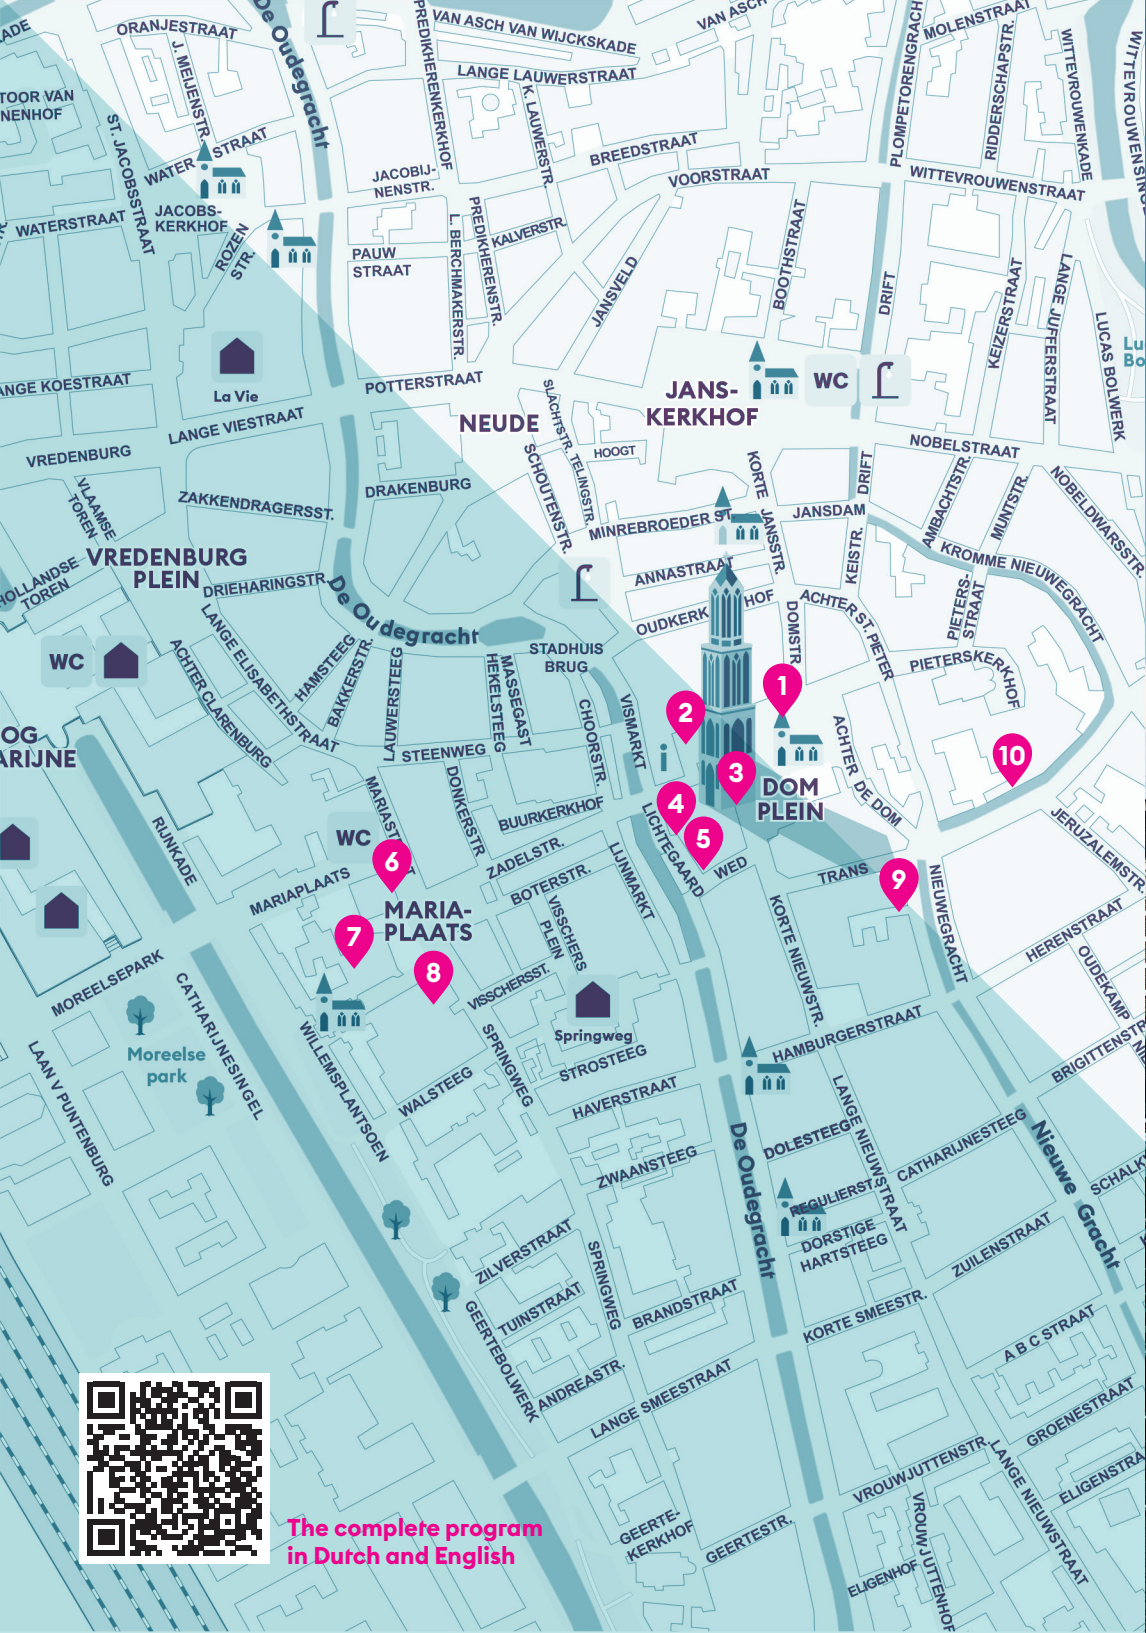 De Oudegracht
ORANJESTRAAT
J. MEIJENSTR.
PREDIKHERENKERKHOF
VAN ASCH VAN WIJCKSKADE
VAN ASCH
MOLENSTRAAT
PLOMPETORENGRACH
RIDDERSCHAPSTR.
WITTEVROUWENKADE
WITTEVROUWENSING
ADE
TOOR VAN
NENHOF
LANGE LAUWERSTRAAT
K. LAUWERSTR.
ST. JACOBSSTRAAT
WATER STRAAT
BREEDSTRAAT
VOORSTRAAT
WITTEVROUWENSTRAAT
JACOBIJ-
NENSTR.
WATERSTRAAT
JACOBS-
KERKHOF
ROZEN
STR.
PAUW
STRAAT
L. BERCHMAKERSTR.
PREDIKHERENSTR.
KALVERSTR.
JANSVELD
BOOTHSTRAAT
DRIFT
KEIZERSTRAAT
LANGE JUFFERSTRAAT
LUCAS BOLWERK
Lu
Bo
ANGE KOESTRAAT
La Vie
POTTERSTRAAT
JANS-
KERKHOF
WC
NEUDE
SLACHTSTR.
TELINGSTR.
HOOGT
LANGE VIESTRAAT
VREDENBURG
VLAAMSE
TOREN
ZAKKENDRAGERSST.
DRAKENBURG
SCHOUTENSTR.
MINREBROEDER ST
KORTE JANSSTR.
JANSDAM
DRIFT
NOBELSTRAAT
AMBACHTSTR.
MUNTSTR.
NOBELDWARSSTR.
KROMME NIEUWEGRACHT
KEISTR.
HOLLANDSE
TOREN
VREDENBURG
PLEIN
DRIEHARINGSTR.
De Oudegracht
ANNASTRAAT
OUDKERK HOF
DOMSTR
ACHTER ST. PIETER
PIETERS-
STRAAT
PIETERSKERKHOF
STADHUIS
BRUG
WC
LANGE ELISABETHSTRAAT
ACHTER CLARENBURG
HAMSTEEG
BAKKERSTR.
LAUWERSTEEG
HEKELSTEEG
MASSEGAST
CHOORSTR.
VISMARKT
1
2
i
3
DOM
PLEIN
ACHTER DE DOM
10
OG
ARIJNE
STEENWEG
MARIAST
T
DONKERSTR
BUURKERKHOF
4
5
LICHTEGAARD
WED
RIJNKADE
WC
6
MARIAPLAATS
MARIA-
PLAATS
ZADELSTR.
BOTERSTR.
LIJNMARKT
TRANS
9
NIEUWEGRACHT
JERUZALEMSTR
7
8
VISSCHERS
PLEIN
KORTE NIEUWSTR.
HERENSTRAAT
OUDEKAMP
MOREELSEPARK
CATHARIJNESINGEL
VISSCHERSST.
Springweg
HAMBURGERSTRAAT
BRIGITTENSTR
Moreelse
park
LAAN V PUNTENBURG
WILLEMSPLANTSOEN
WALSTEEG
SPRINGWEG
STROSTEEG
HAVERSTRAAT
ZWAANSTEEG
De Oudegracht
DOLESTEEG
LANGE NIEUWSTRAAT
CATHARIJNESTEEG
Nieuwe Gracht
SCHALK
REGULIERST.
DORSTIGE
HARTSTEEG
ZUILENSTRAAT
ZILVERSTRAAT
SPRINGWEG
TUINSTRAAT
BRANDSTRAAT
KORTE SMEESTR.
A B C STRAAT
GEERTEBOLWERK
ANDREASTR.
LANGE SMEESTRAAT
GROENESTRAAT
VROUWJUTTENSTR.
LANGE NIEUWSTRAAT
ELIGENSTRA
GEERTE-
KERKHOF
GEERTESTR.
ELIGENHOF
VROUWJUTTENHOF
The complete program
in Dutch and English